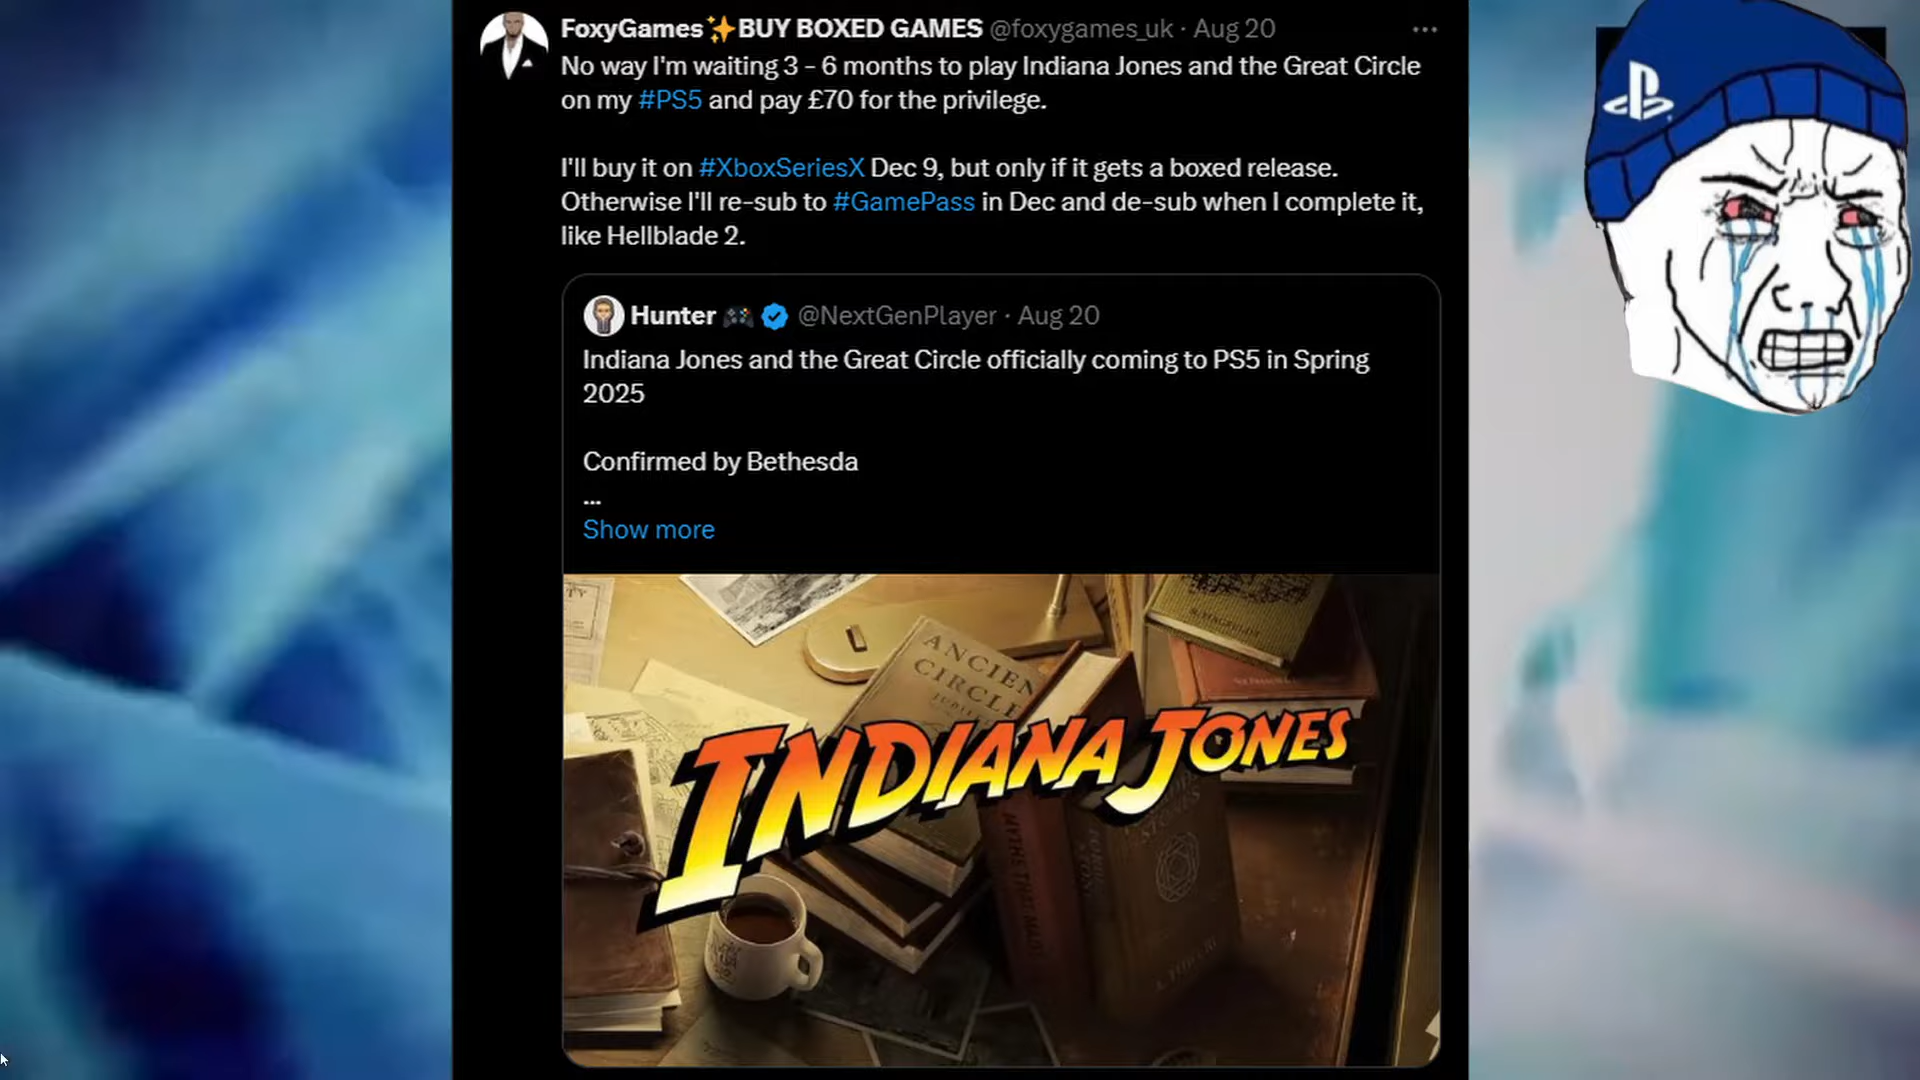 FoxyGames✨BUY BOXED GAMES @foxygames_uk · Aug 20
No way I'm waiting 3 - 6 months to play Indiana Jones and the Great Circle
on my #PS5 and pay £70 for the privilege.
I'll buy it on #XboxSeriesX Dec 9, but only if it gets a boxed release.
Otherwise I'll re-sub to #GamePass in Dec and de-sub when I complete it,
like Hellblade 2.
Hunter 🎮 @NextGenPlayer · Aug 20
Indiana Jones and the Great Circle officially coming to PS5 in Spring
2025
Confirmed by Bethesda
...
Show more
ANCIEN
CIRCLE
INDIANA JONES